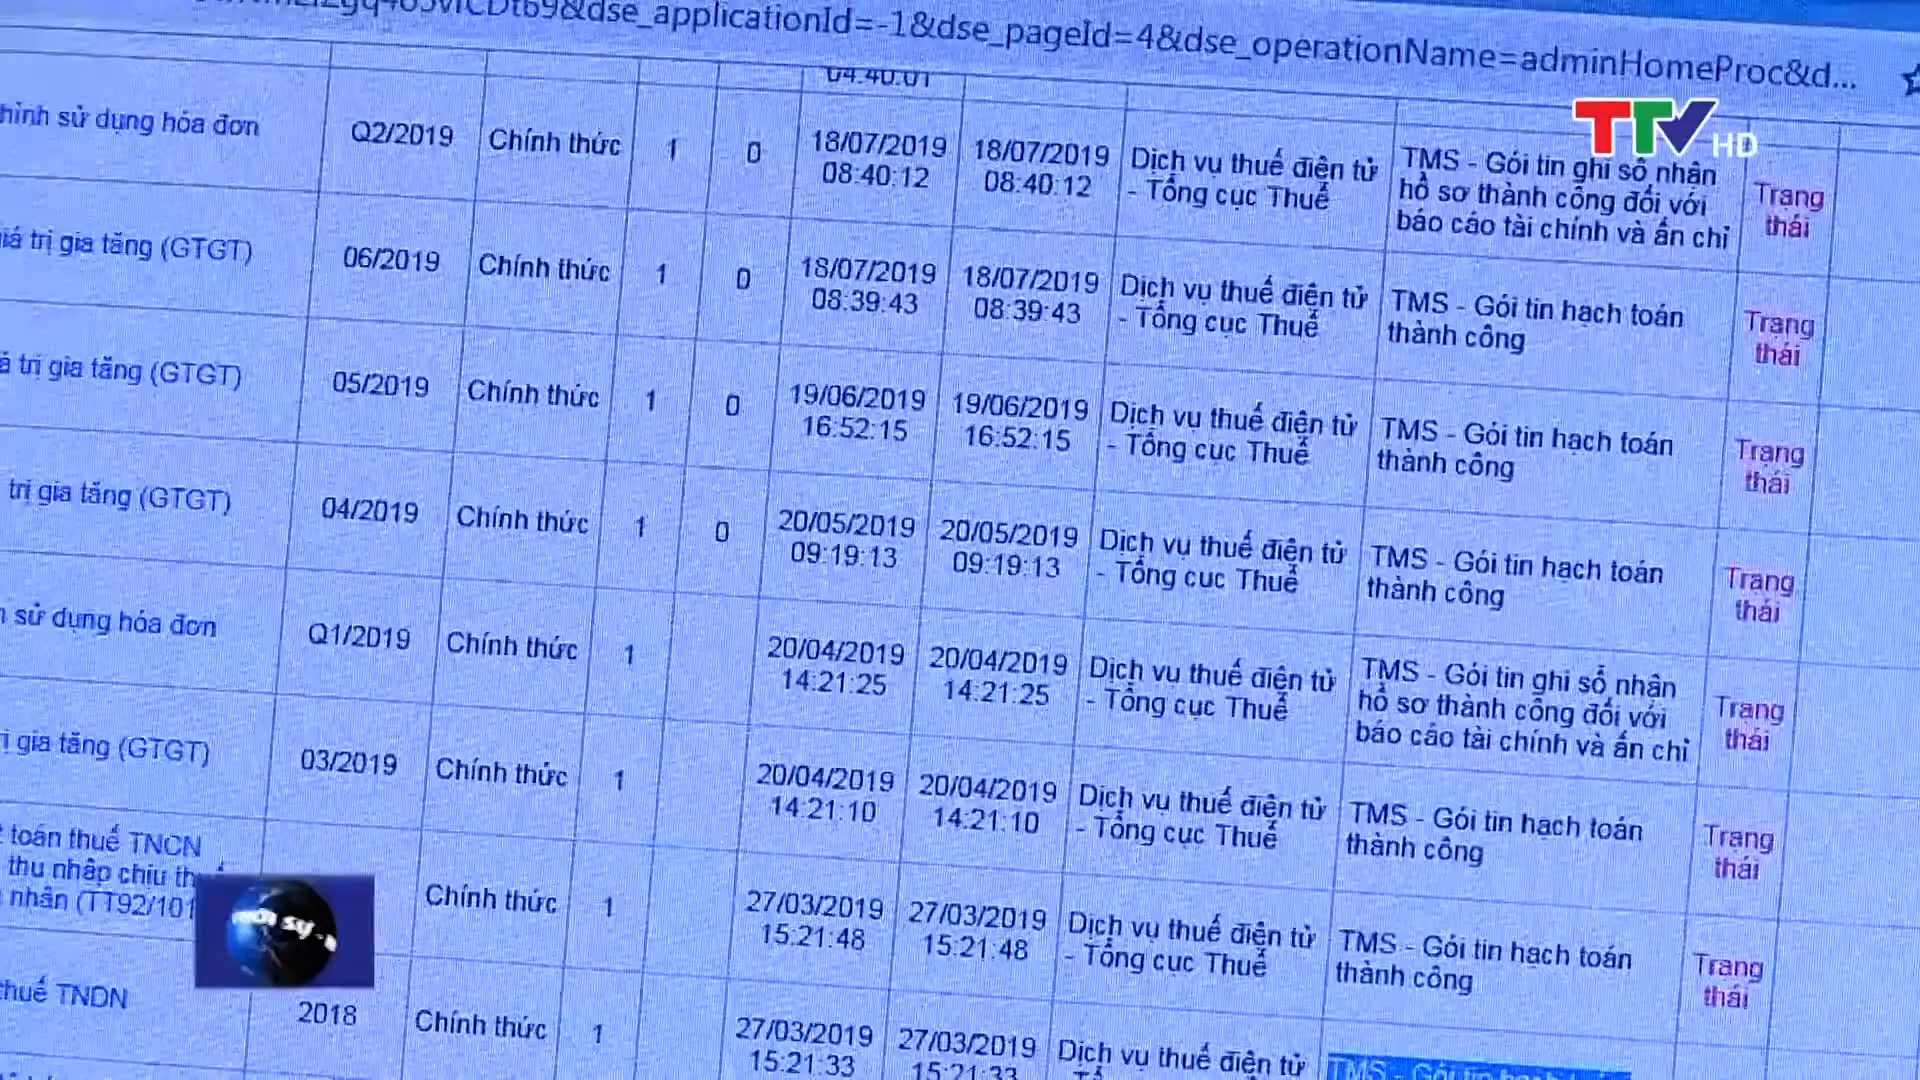 dse_applicationId=-1&dse_pageId=4&dse_operationName=adminHomeProc&d...
04:40:01
TTV HD
sử dụng hóa đơn
Q2/2019
Chính thức
1
0
18/07/2019
08:40:12
18/07/2019
08:40:12
Dịch vụ thuế điện tử
- Tổng cục Thuế
TMS - Gói tin ghi sổ nhận
hồ sơ thành công đối với
báo cáo tài chính và ấn chỉ
Trạng
thái
trị gia tăng (GTGT)
06/2019
Chính thức
1
0
18/07/2019
08:39:43
18/07/2019
08:39:43
Dịch vụ thuế điện tử
- Tổng cục Thuế
TMS - Gói tin hạch toán
thành công
Trạng
thái
trị gia tăng (GTGT)
05/2019
Chính thức
1
0
19/06/2019
16:52:15
19/06/2019
16:52:15
Dịch vụ thuế điện tử
- Tổng cục Thuế
TMS - Gói tin hạch toán
thành công
Trạng
thái
trị gia tăng (GTGT)
04/2019
Chính thức
1
0
20/05/2019
09:19:13
20/05/2019
09:19:13
Dịch vụ thuế điện tử
- Tổng cục Thuế
TMS - Gói tin hạch toán
thành công
Trạng
thái
sử dụng hóa đơn
Q1/2019
Chính thức
1
20/04/2019
14:21:25
20/04/2019
14:21:25
Dịch vụ thuế điện tử
- Tổng cục Thuế
TMS - Gói tin ghi sổ nhận
hồ sơ thành công đối với
báo cáo tài chính và ấn chỉ
Trạng
thái
gia tăng (GTGT)
03/2019
Chính thức
1
20/04/2019
14:21:10
20/04/2019
14:21:10
Dịch vụ thuế điện tử
- Tổng cục Thuế
TMS - Gói tin hạch toán
thành công
Trạng
thái
toán thuế TNCN
thu nhập chịu
nhân (TT92/101
Chính thức
1
27/03/2019
15:21:48
27/03/2019
15:21:48
Dịch vụ thuế điện tử
- Tổng cục Thuế
TMS - Gói tin hạch toán
thành công
Trạng
thái
thuế TNDN
2018
Chính thức
1
27/03/2019
15:21:33
27/03/2019
15:21:33
Dịch vụ thuế điện tử
TMS - Gói tin hạch